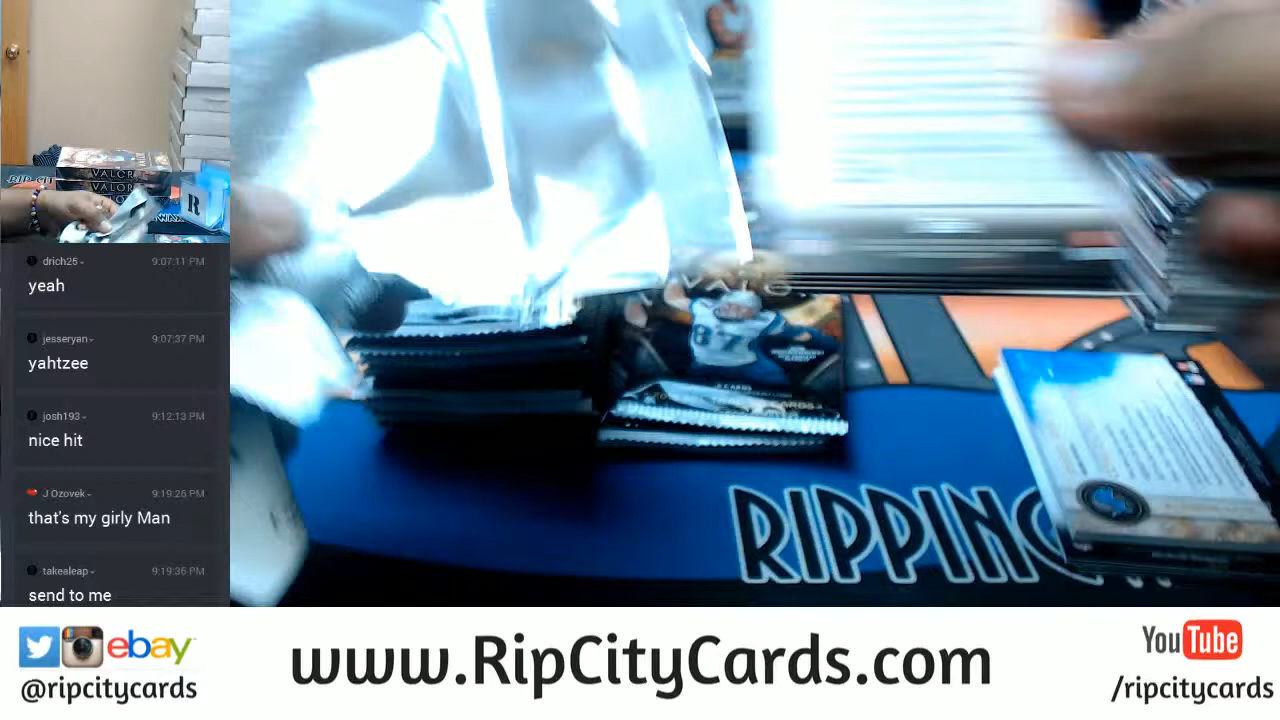 RIP CIT
VALOR
VALOR
R
drich25
9:07:11 PM
yeah
jesseryan
9:07:37 PM
yahtzee
josh193
9:12:13 PM
nice hit
J Ozovek
9:19:26 PM
that's my girly Man
takealeap
9:19:36 PM
send to me
87
RIPPING
ebay
@ripcitycards
www.RipCityCards.com
YouTube
/ripcitycards